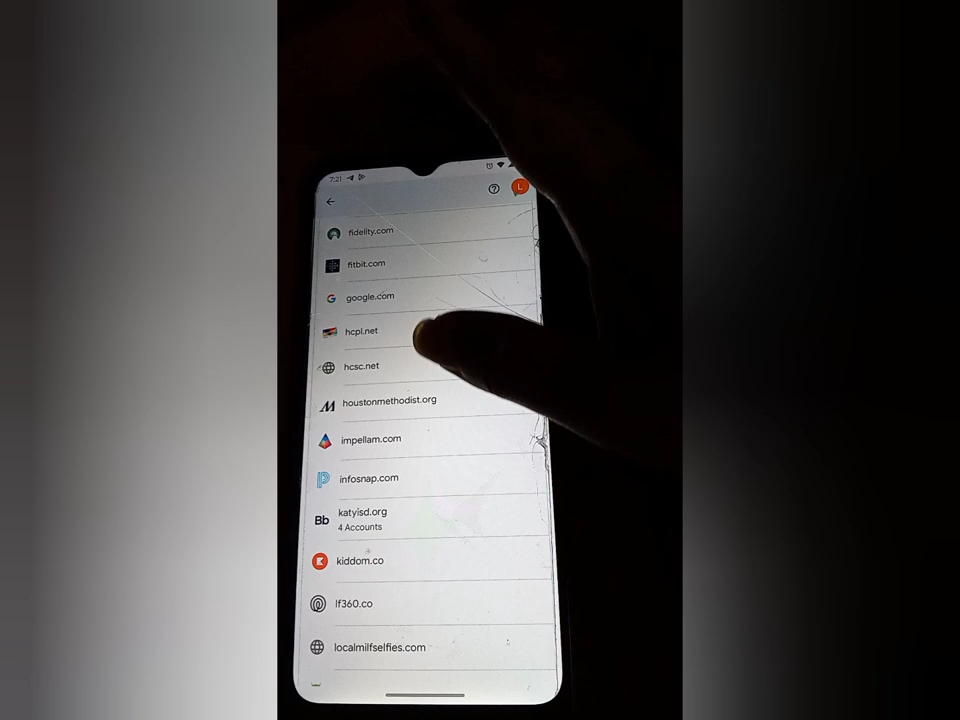 7:21
L
fidelity.com
fitbit.com
google.com
hcpl.net
hcsc.net
houstonmethodist.org
impellam.com
infosnap.com
Bb
katyisd.org
4 Accounts
kiddom.co
lf360.co
localmilfselfies.com